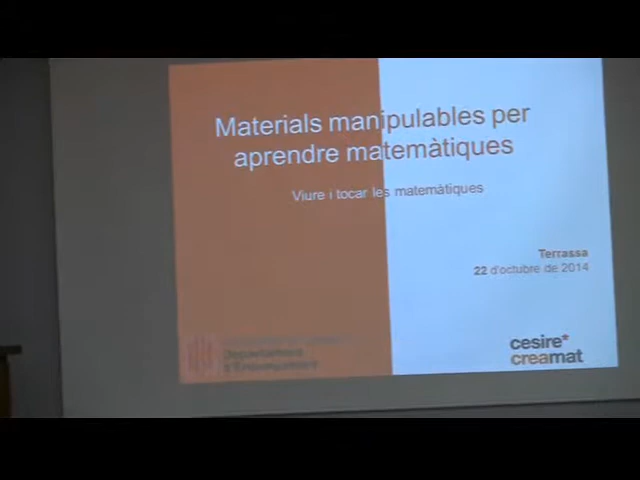 Materials manipulables per
aprendre matemàtiques
Viure i tocar les matemàtiques
Terrassa
22 d'octubre de 2014
Departament
d'Ensenyament
cesire*
creamat